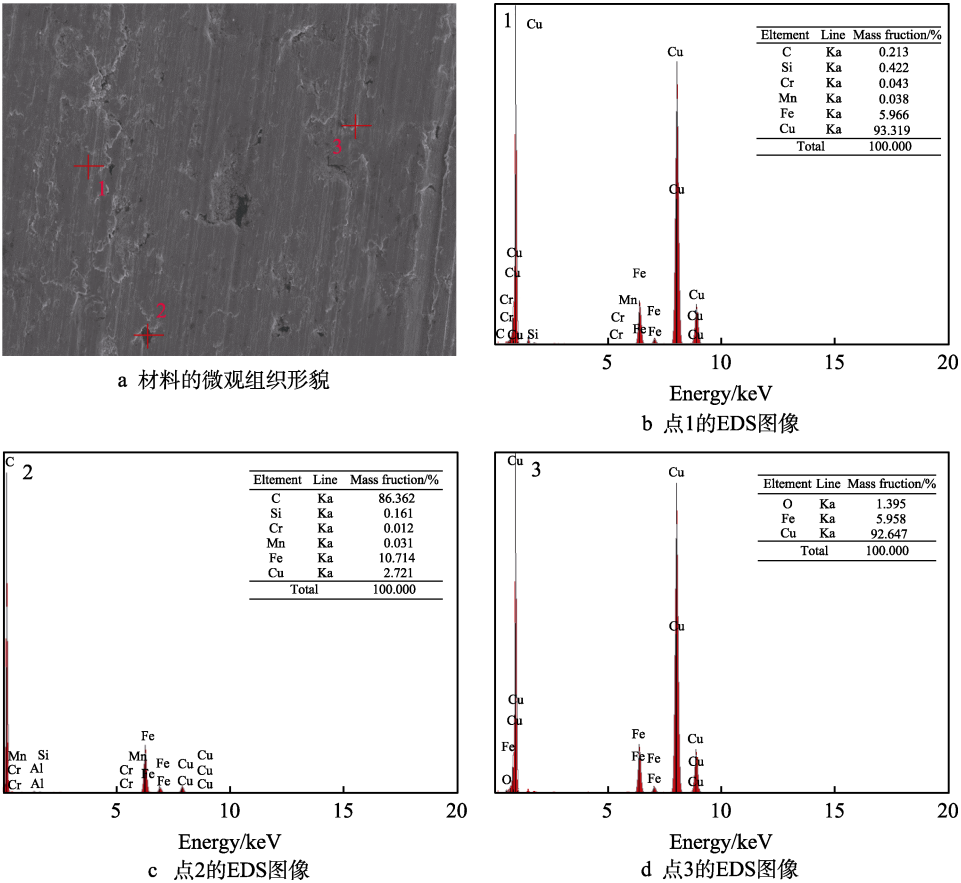 1
2
3
a 材料的微观组织形貌
1
Cu
Eltement Line Mass fruction/%
C Ka 0.213
Si Ka 0.422
Cr Ka 0.043
Mn Ka 0.038
Fe Ka 5.966
Cu Ka 93.319
Total 100.000
Cu
Cu
Cu
Cu
Cr
Cr
C Cu Si
Fe
Mn
Fe
Cr
Fe Fe
Cr
Cu
Cu
Cu
5 10 15 20
Energy/keV
b 点1的EDS图像
C
2
Eltement Line Mass fruction/%
C Ka 86.362
Si Ka 0.161
Cr Ka 0.012
Mn Ka 0.031
Fe Ka 10.714
Cu Ka 2.721
Total 100.000
Mn Si
Cr Al
Cr Al
Fe
Mn Fe Cu Cu
Cr Fe Cu
Cr Fe Cu Cu
5 10 15 20
Energy/keV
c 点2的EDS图像
Cu
3
Eltement Line Mass fruction/%
O Ka 1.395
Fe Ka 5.958
Cu Ka 92.647
Total 100.000
Cu
Cu
Cu
Cu
Fe
O
Fe
Fe Fe
Fe
Cu
Cu
Cu
5 10 15 20
Energy/keV
d 点3的EDS图像